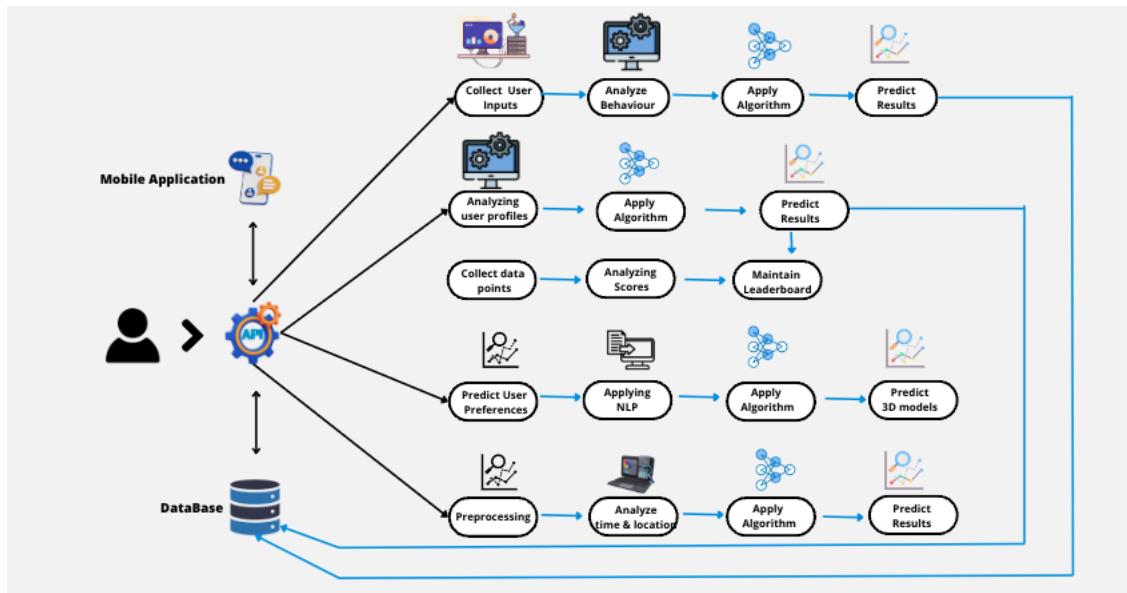 Collect User
Inputs
Analyze
Behaviour
Apply
Algorithm
Predict
Results
Mobile Application
Analyzing
user profiles
Apply
Algorithm
Predict
Results
Collect data
points
Analyzing
Scores
Maintain
Leaderboard
API
Predict User
Preferences
Applying
NLP
Apply
Algorithm
Predict
3D models
DataBase
Preprocessing
Analyze
time & location
Apply
Algorithm
Predict
Results